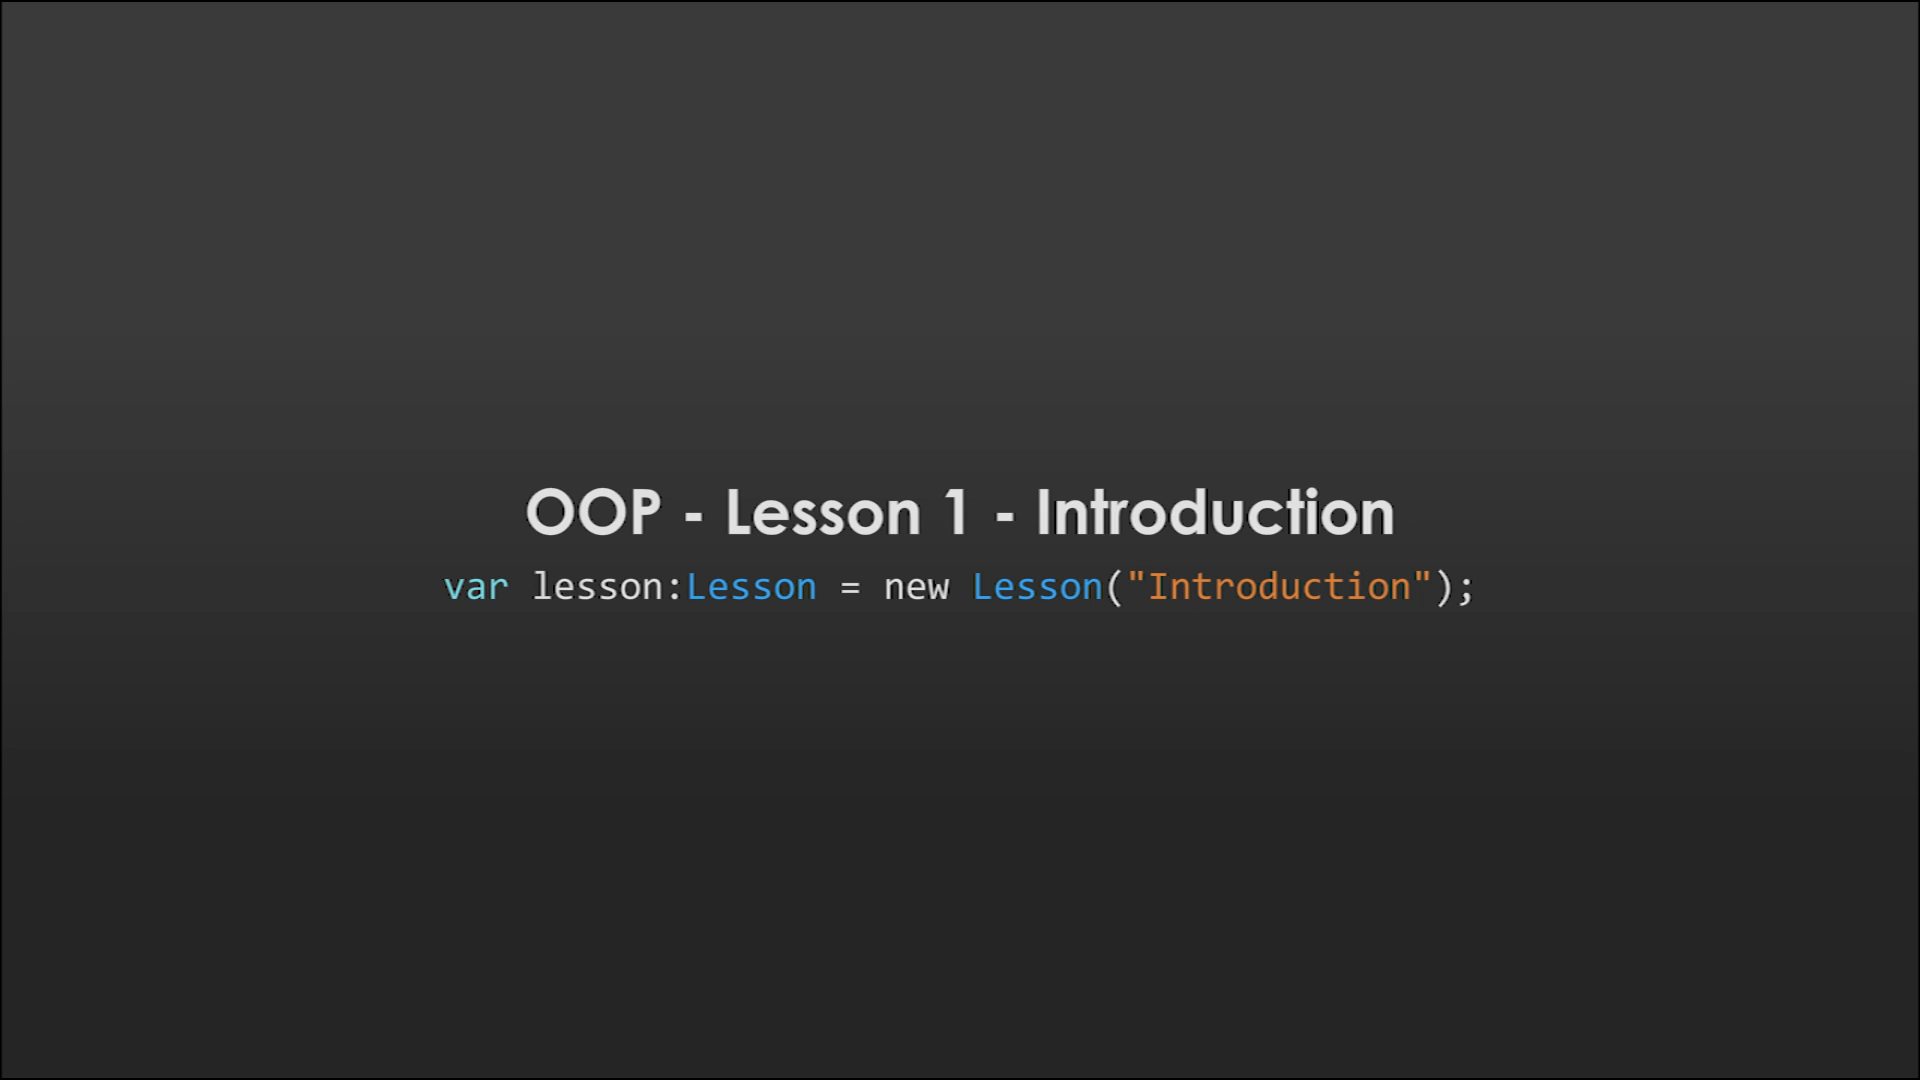 OOP - Lesson 1 - Introduction
var lesson:Lesson = new Lesson("Introduction");